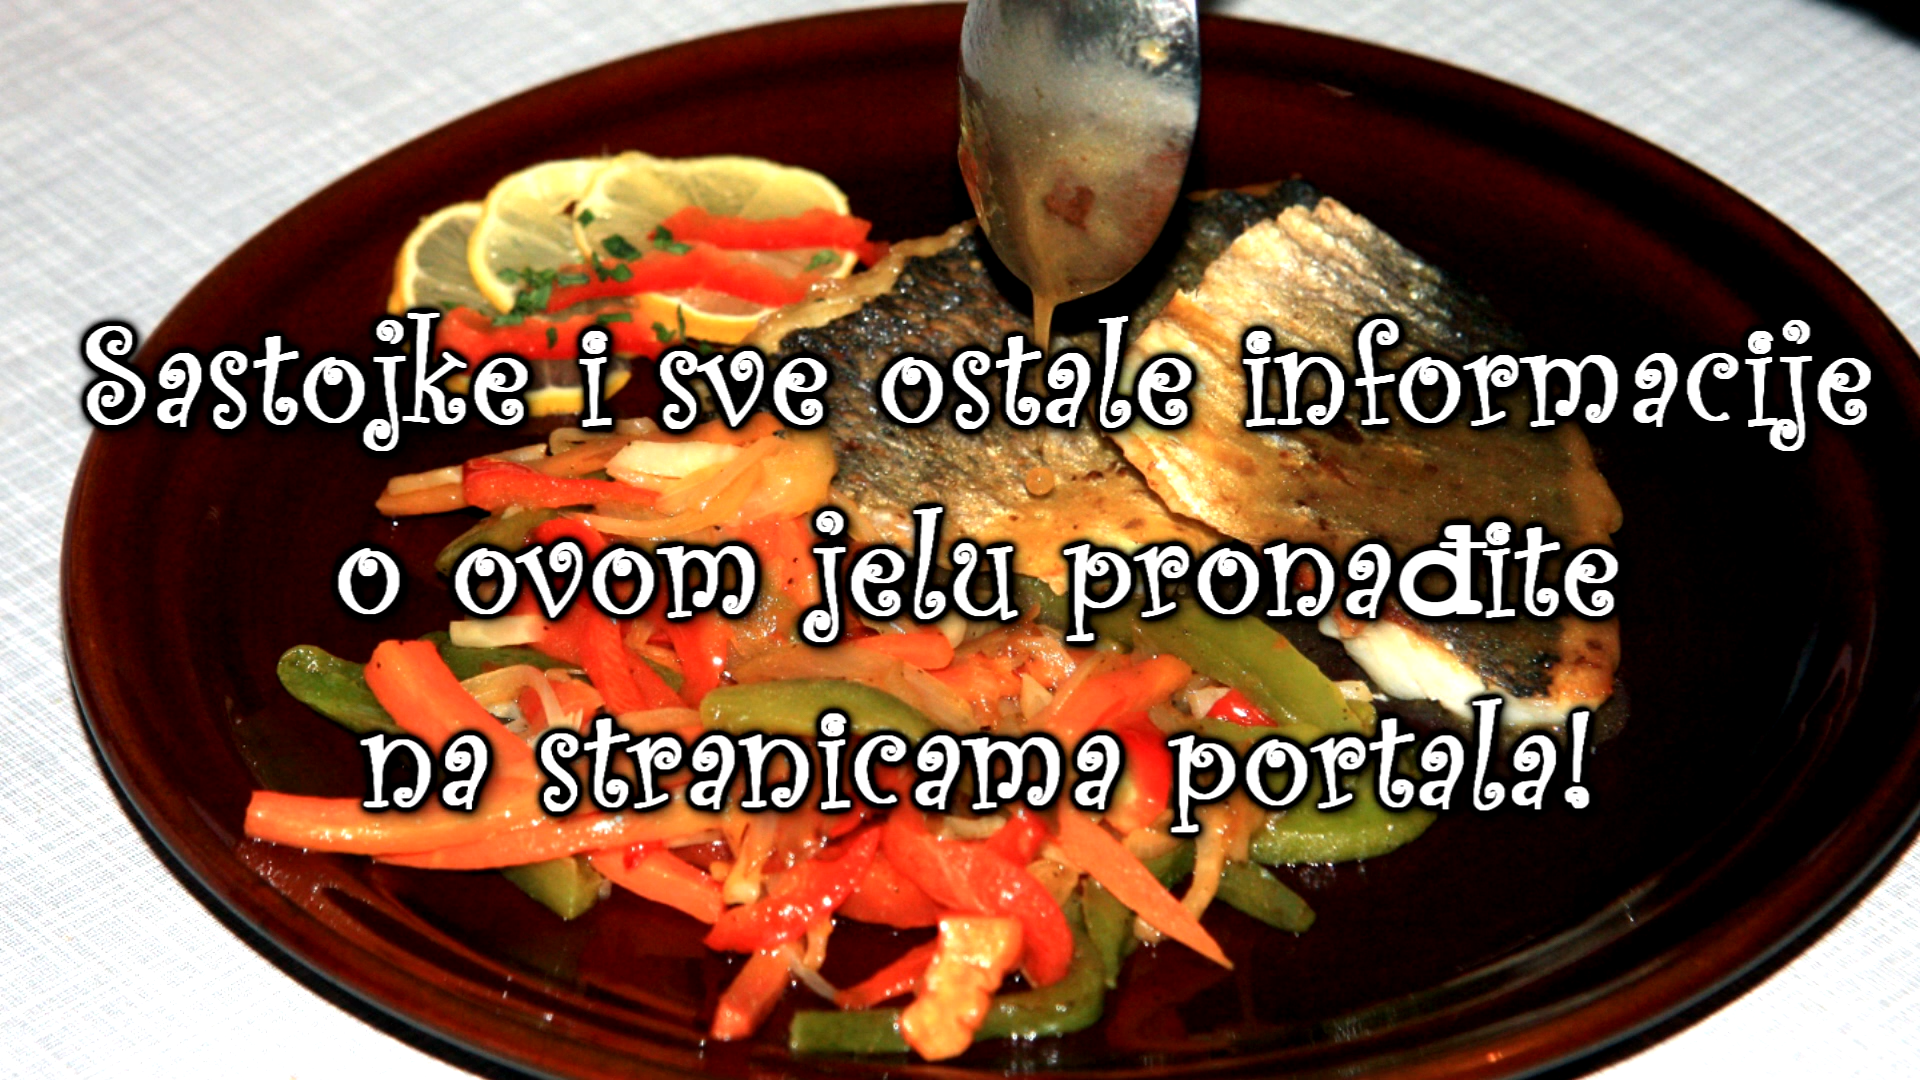 Sastojke i sve ostale informacije
o ovom jelu pronađite
na stranicama portala!